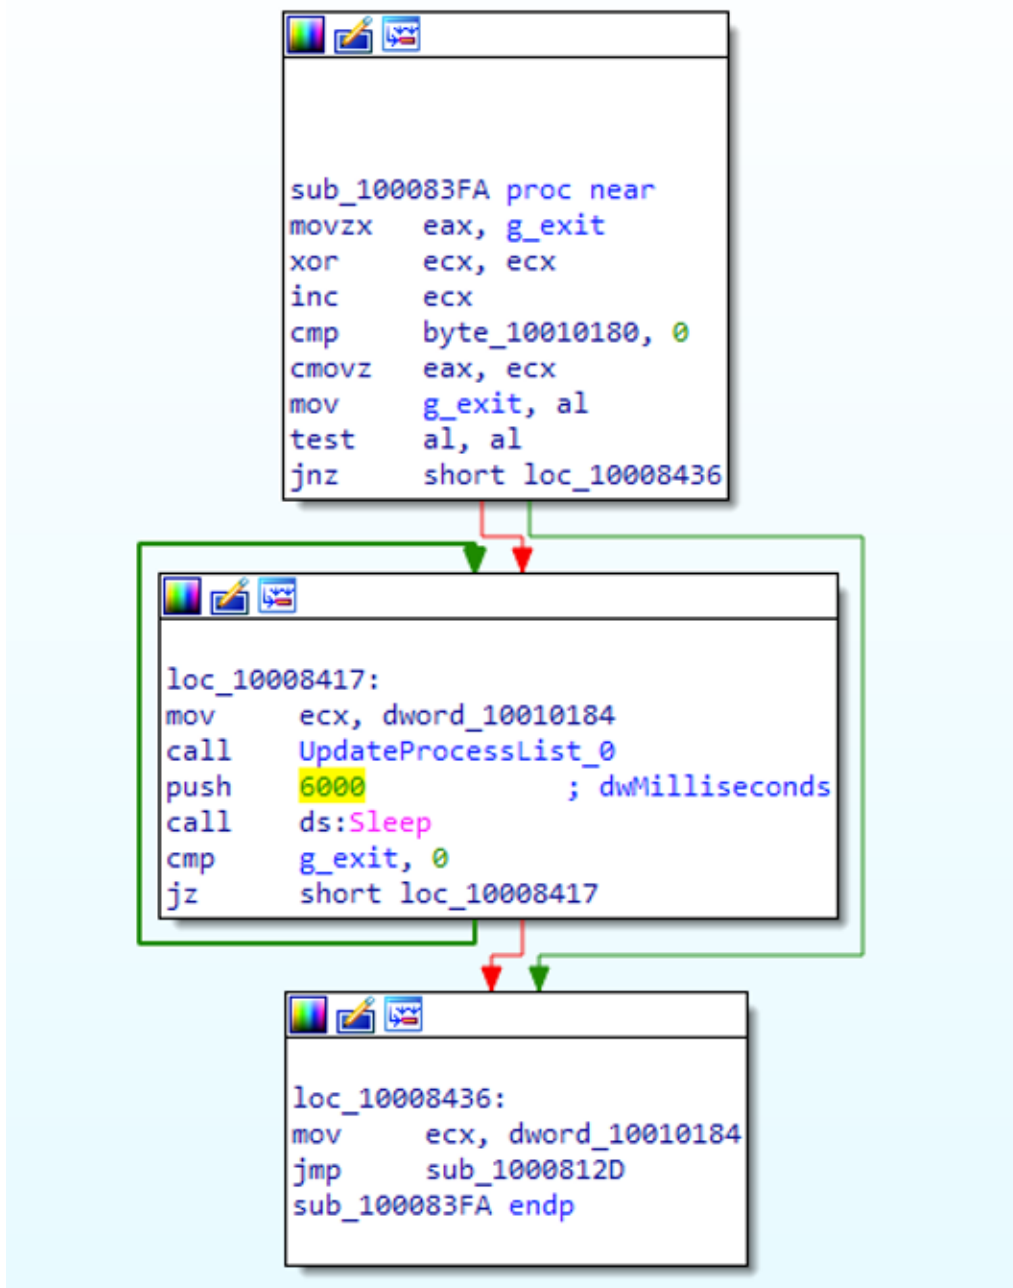 sub_100083FA proc near
movzx eax, g_exit
xor ecx, ecx
inc ecx
cmp byte_10010180, 0
cmovz eax, ecx
mov g_exit, al
test al, al
jnz short loc_10008436
loc_10008417:
mov ecx, dword_10010184
call UpdateProcessList_0
push 6000 ; dwMilliseconds
call ds:Sleep
cmp g_exit, 0
jz short loc_10008417
loc_10008436:
mov ecx, dword_10010184
jmp sub_1000812D
sub_100083FA endp